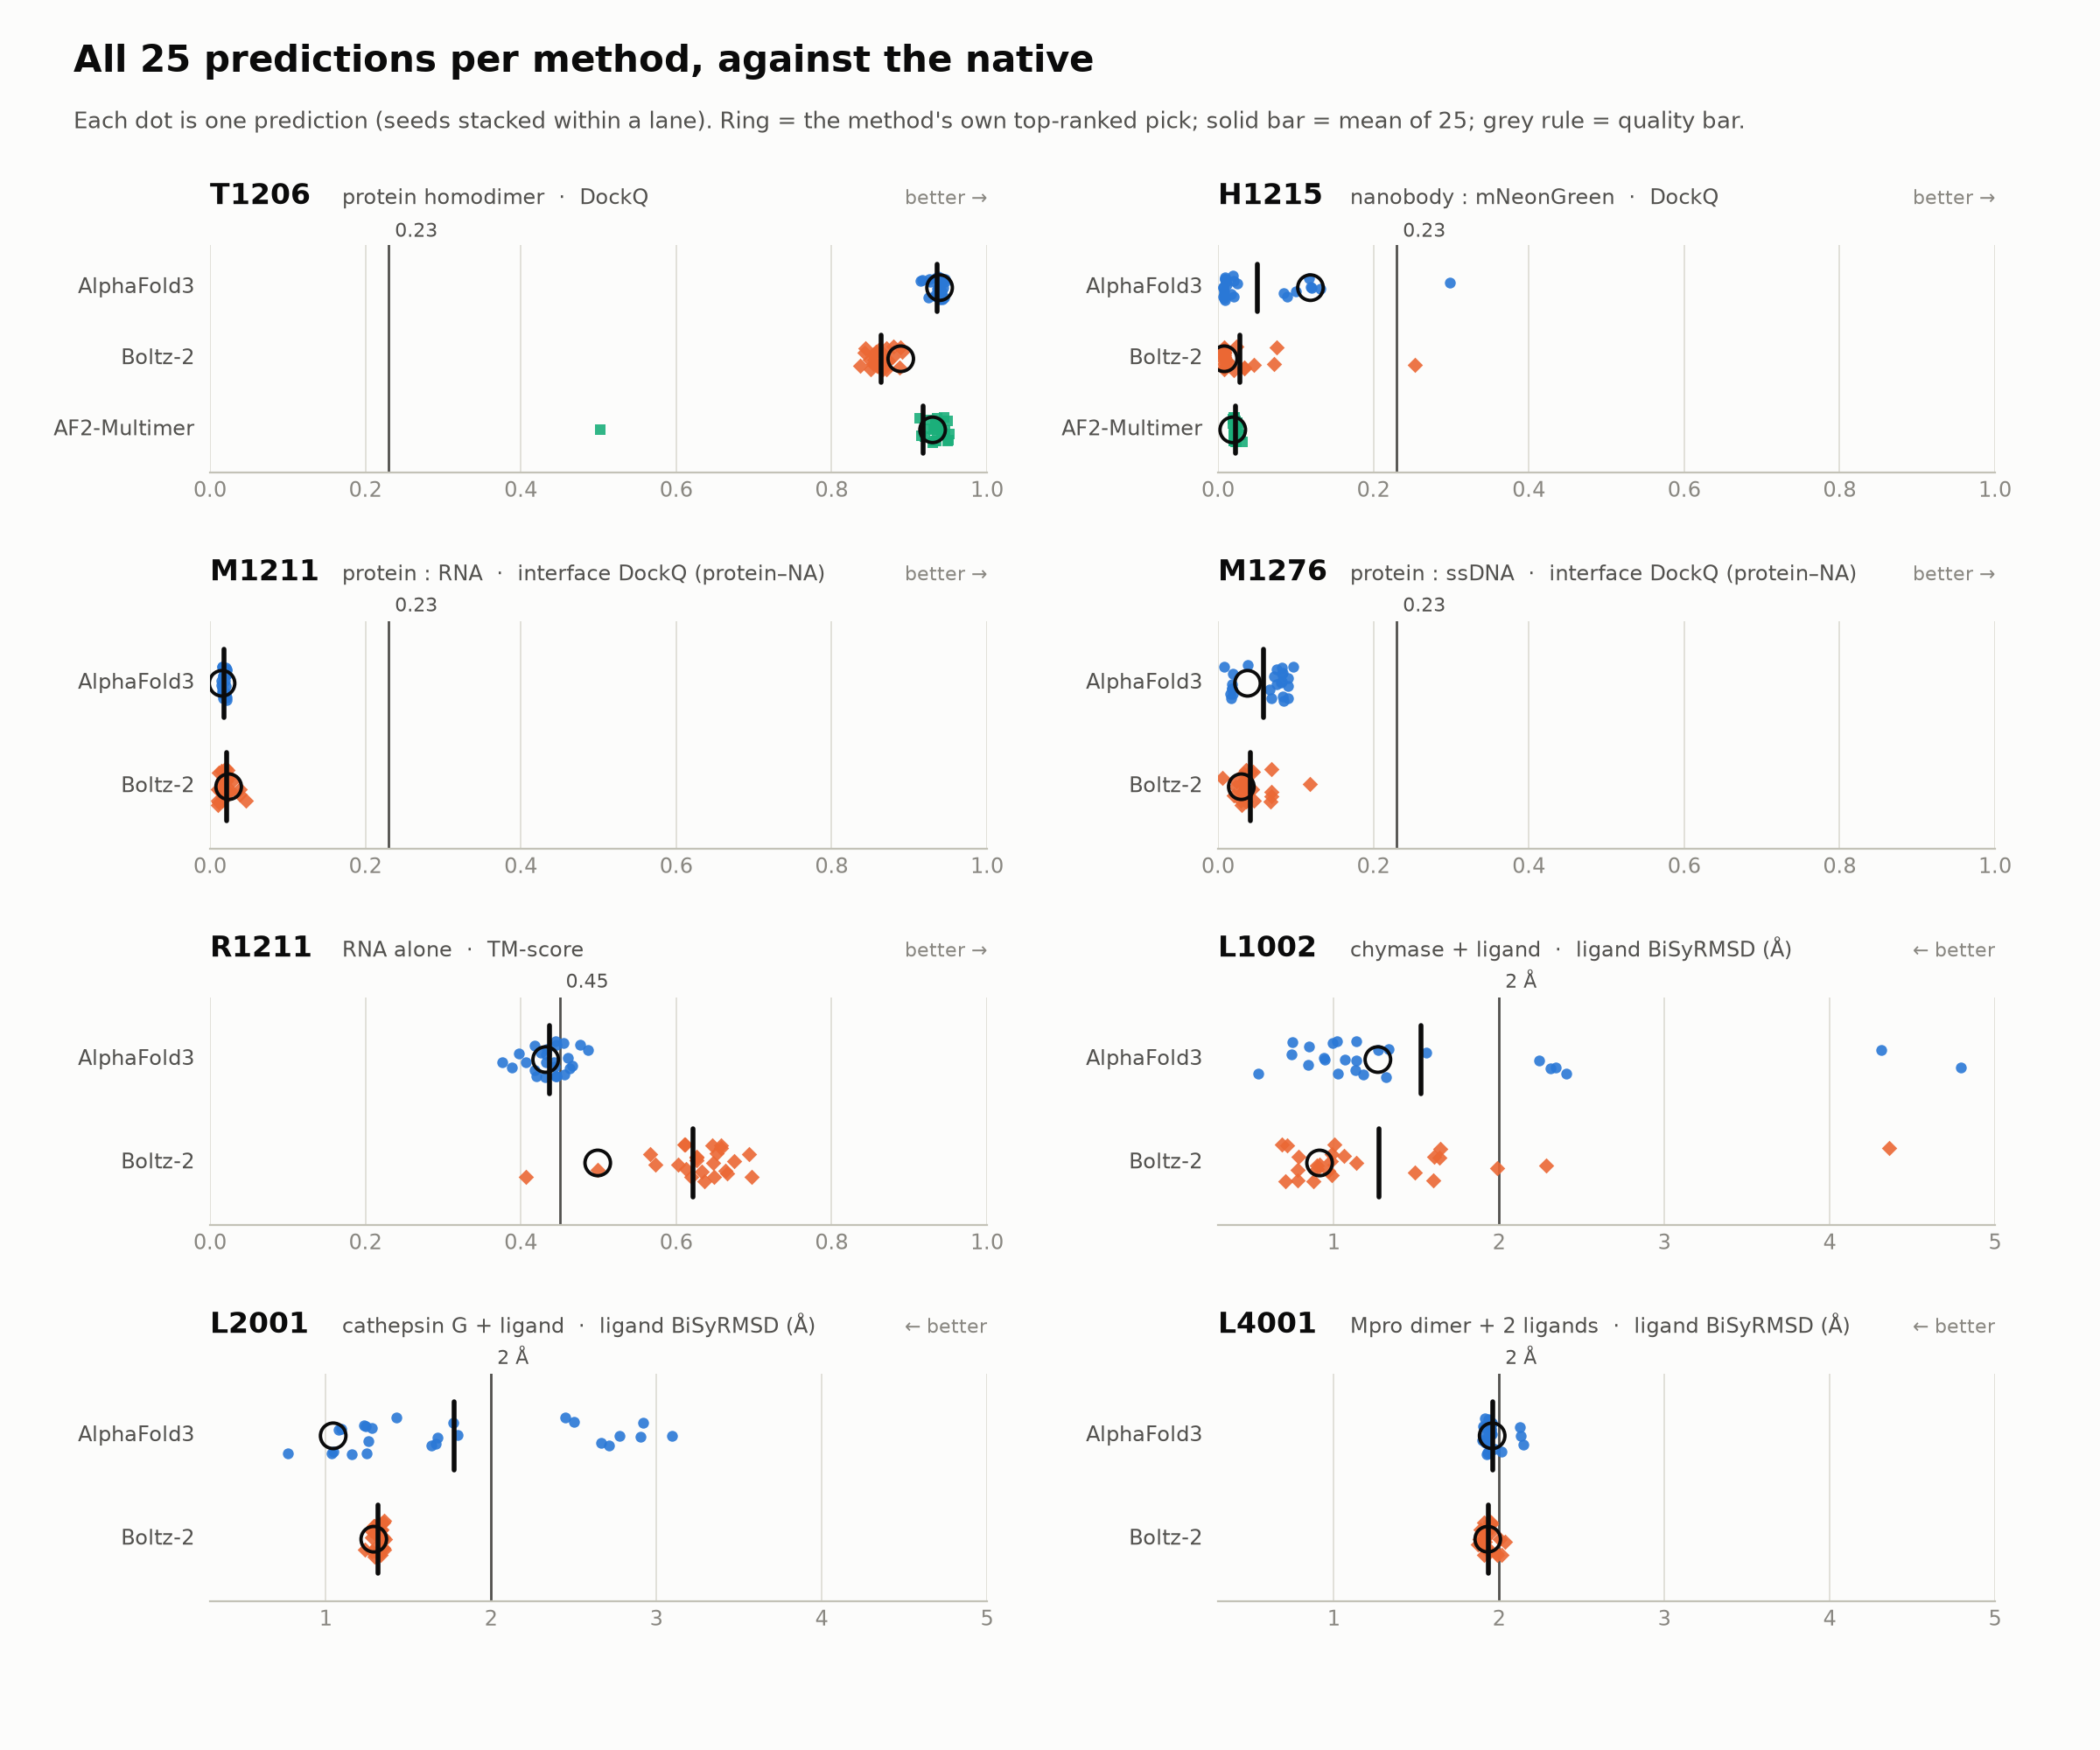 All 25 predictions per method, against the native
Each dot is one prediction (seeds stacked within a lane). Ring = the method's own top-ranked pick; solid bar = mean of 25; grey rule = quality bar.
T1206 protein homodimer · DockQ better →
0.23
AlphaFold3
Boltz-2
AF2-Multimer
0.0 0.2 0.4 0.6 0.8 1.0
H1215 nanobody : mNeonGreen · DockQ better →
0.23
AlphaFold3
Boltz-2
AF2-Multimer
0.0 0.2 0.4 0.6 0.8 1.0
M1211 protein : RNA · interface DockQ (protein–NA) better →
0.23
AlphaFold3
Boltz-2
0.0 0.2 0.4 0.6 0.8 1.0
M1276 protein : ssDNA · interface DockQ (protein–NA) better →
0.23
AlphaFold3
Boltz-2
0.0 0.2 0.4 0.6 0.8 1.0
R1211 RNA alone · TM-score better →
0.45
AlphaFold3
Boltz-2
0.0 0.2 0.4 0.6 0.8 1.0
L1002 chymase + ligand · ligand BiSyRMSD (Å) ← better
2 Å
AlphaFold3
Boltz-2
1 2 3 4 5
L2001 cathepsin G + ligand · ligand BiSyRMSD (Å) ← better
2 Å
AlphaFold3
Boltz-2
1 2 3 4 5
L4001 Mpro dimer + 2 ligands · ligand BiSyRMSD (Å) ← better
2 Å
AlphaFold3
Boltz-2
1 2 3 4 5